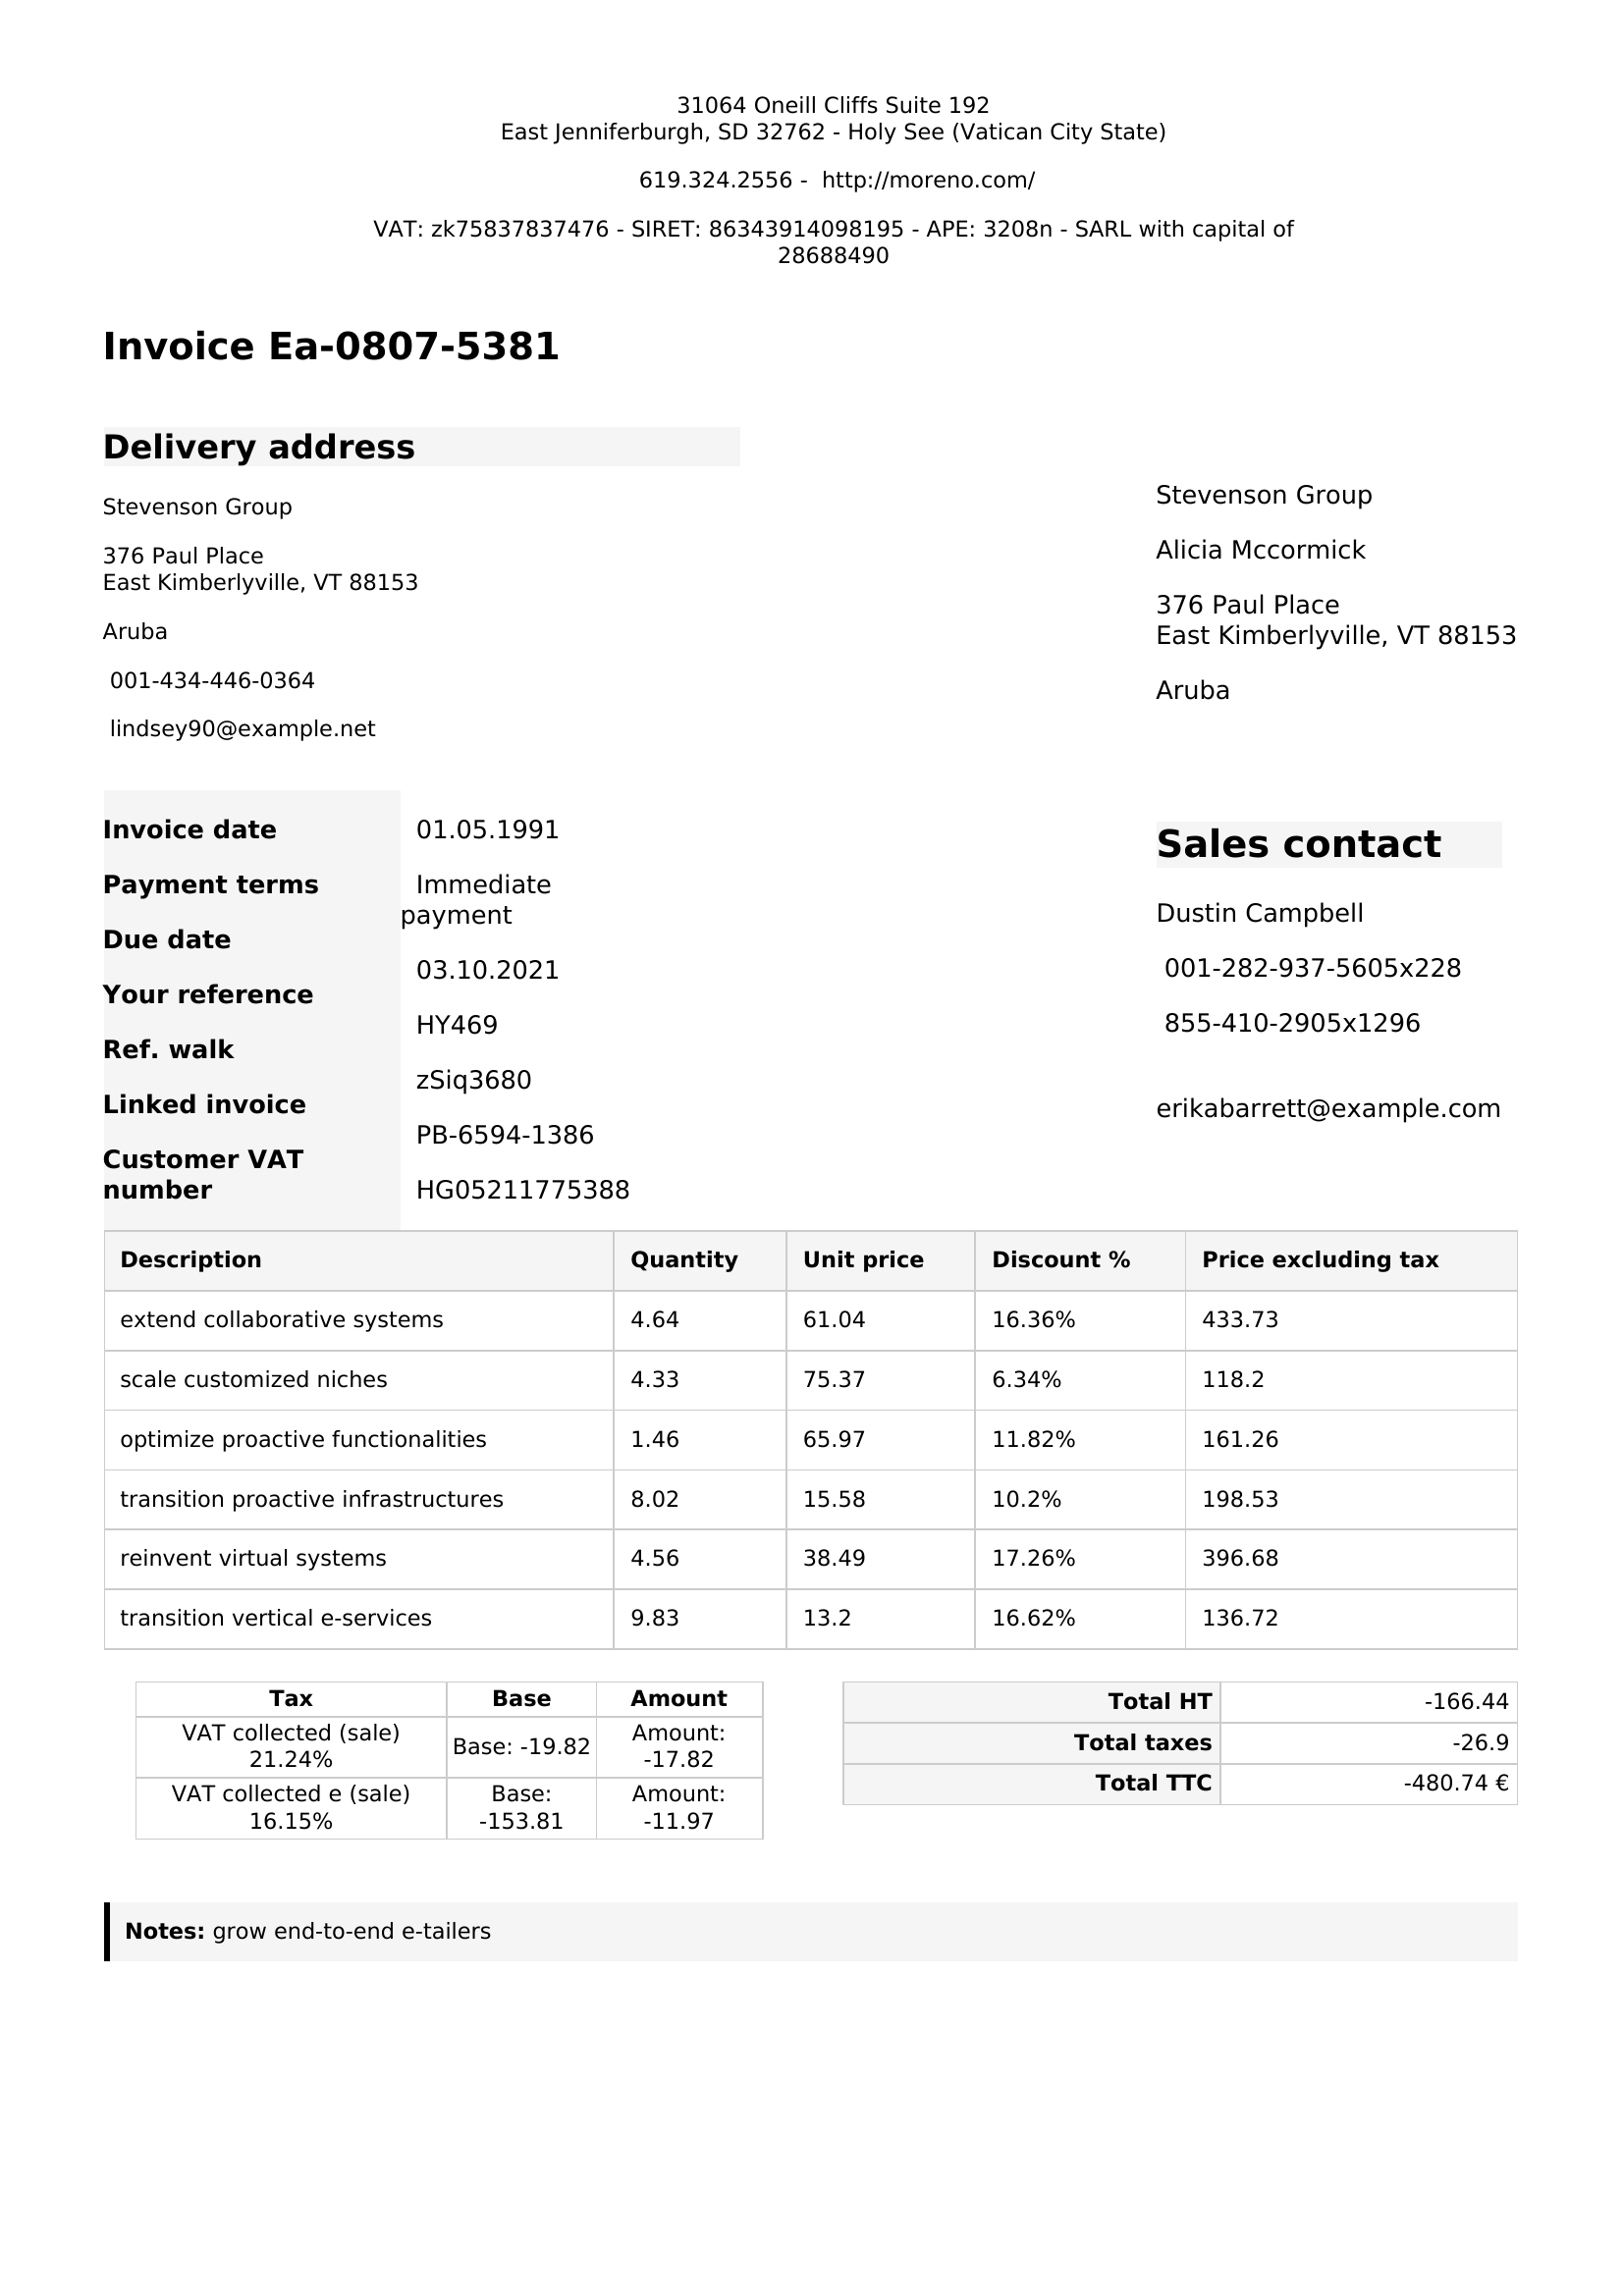 31064 Oneill Cliffs Suite 192
East Jenniferburgh, SD 32762 - Holy See (Vatican City State)
619.324.2556 - http://moreno.com/
VAT: zk75837837476 - SIRET: 86343914098195 - APE: 3208n - SARL with capital of
28688490
Invoice Ea-0807-5381
Delivery address
Stevenson Group
376 Paul Place
East Kimberlyville, VT 88153
Aruba
001-434-446-0364
lindsey90@example.net
Stevenson Group
Alicia Mccormick
376 Paul Place
East Kimberlyville, VT 88153
Aruba
Invoice date
Payment terms
Due date
Your reference
Ref. walk
Linked invoice
Customer VAT
number
01.05.1991
Immediate
payment
03.10.2021
HY469
zSiq3680
PB-6594-1386
HG05211775388
Sales contact
Dustin Campbell
001-282-937-5605x228
855-410-2905x1296
erikabarrett@example.com
Description Quantity Unit price Discount % Price excluding tax
extend collaborative systems 4.64 61.04 16.36% 433.73
scale customized niches 4.33 75.37 6.34% 118.2
optimize proactive functionalities 1.46 65.97 11.82% 161.26
transition proactive infrastructures 8.02 15.58 10.2% 198.53
reinvent virtual systems 4.56 38.49 17.26% 396.68
transition vertical e-services 9.83 13.2 16.62% 136.72
Tax Base Amount
VAT collected (sale)
21.24%
Base: -19.82
Amount:
-17.82
VAT collected e (sale)
16.15%
Base:
-153.81
Amount:
-11.97
Total HT -166.44
Total taxes -26.9
Total TTC -480.74 €
Notes: grow end-to-end e-tailers